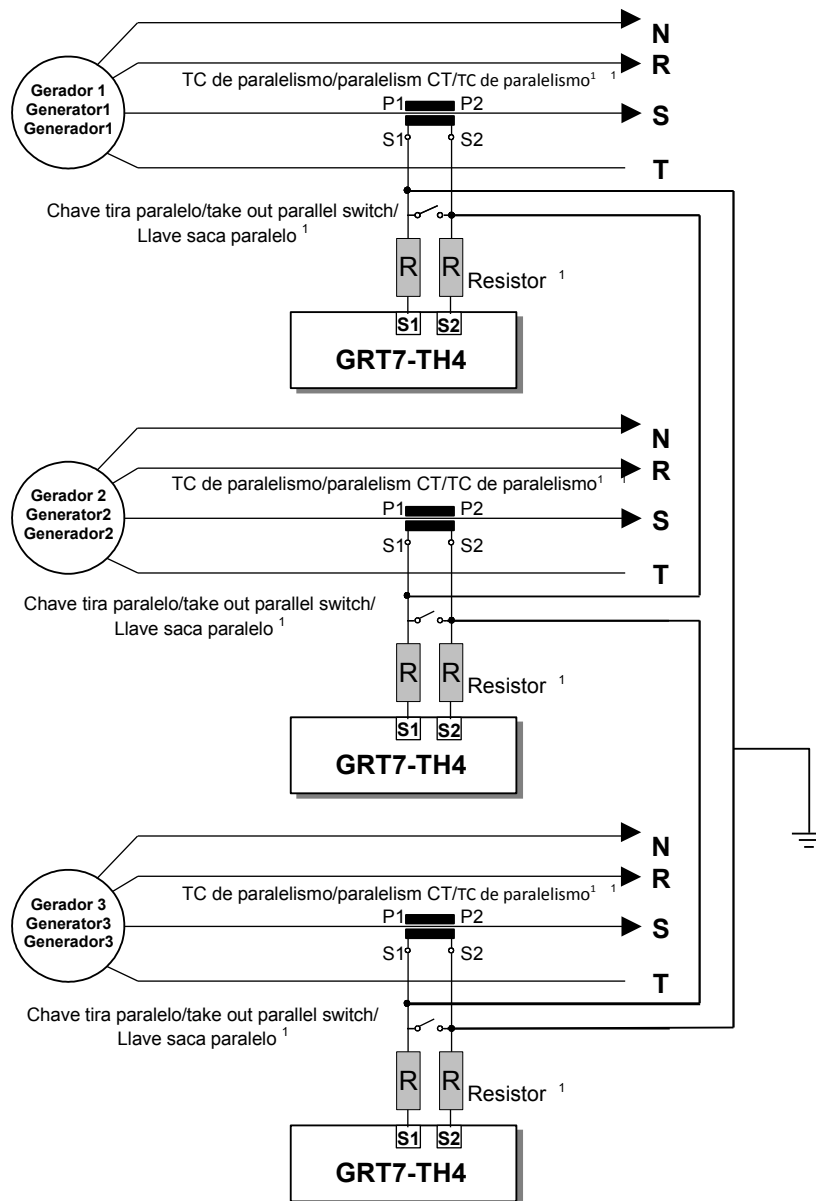 N
R
Gerador 1
Generator1
Generador1
TC de paralelismo/paralelism CT/TC de paralelismo¹ ¹
P1 P2
S
S1 S2
T
Chave tira paralelo/take out parallel switch/
Llave saca paralelo ¹
R R
Resistor ¹
S1 S2
GRT7-TH4
N
R
Gerador 2
Generator2
Generador2
TC de paralelismo/paralelism CT/TC de paralelismo¹ ¹
P1 P2
S
S1 S2
T
Chave tira paralelo/take out parallel switch/
Llave saca paralelo ¹
R R
Resistor ¹
S1 S2
GRT7-TH4
N
R
Gerador 3
Generator3
Generador3
TC de paralelismo/paralelism CT/TC de paralelismo¹ ¹
P1 P2
S
S1 S2
T
Chave tira paralelo/take out parallel switch/
Llave saca paralelo ¹
R R
Resistor ¹
S1 S2
GRT7-TH4